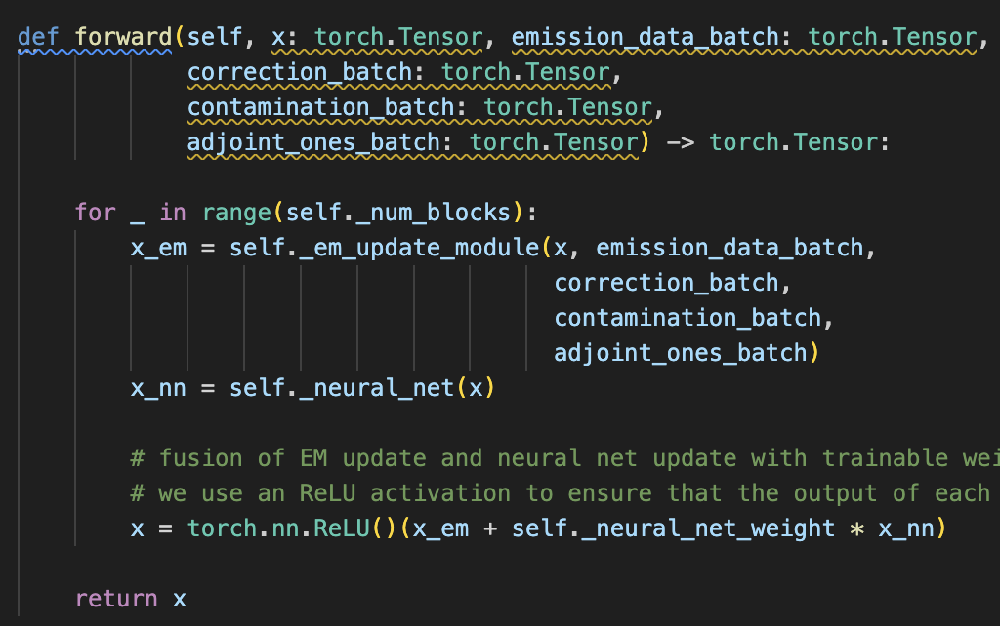 def forward(self, x: torch.Tensor, emission_data_batch: torch.Tensor,
correction_batch: torch.Tensor,
contamination_batch: torch.Tensor,
adjoint_ones_batch: torch.Tensor) -> torch.Tensor:
for _ in range(self._num_blocks):
x_em = self._em_update_module(x, emission_data_batch,
correction_batch,
contamination_batch,
adjoint_ones_batch)
x_nn = self._neural_net(x)
# fusion of EM update and neural net update with trainable wei
# we use an ReLU activation to ensure that the output of each
x = torch.nn.ReLU()(x_em + self._neural_net_weight * x_nn)
return x